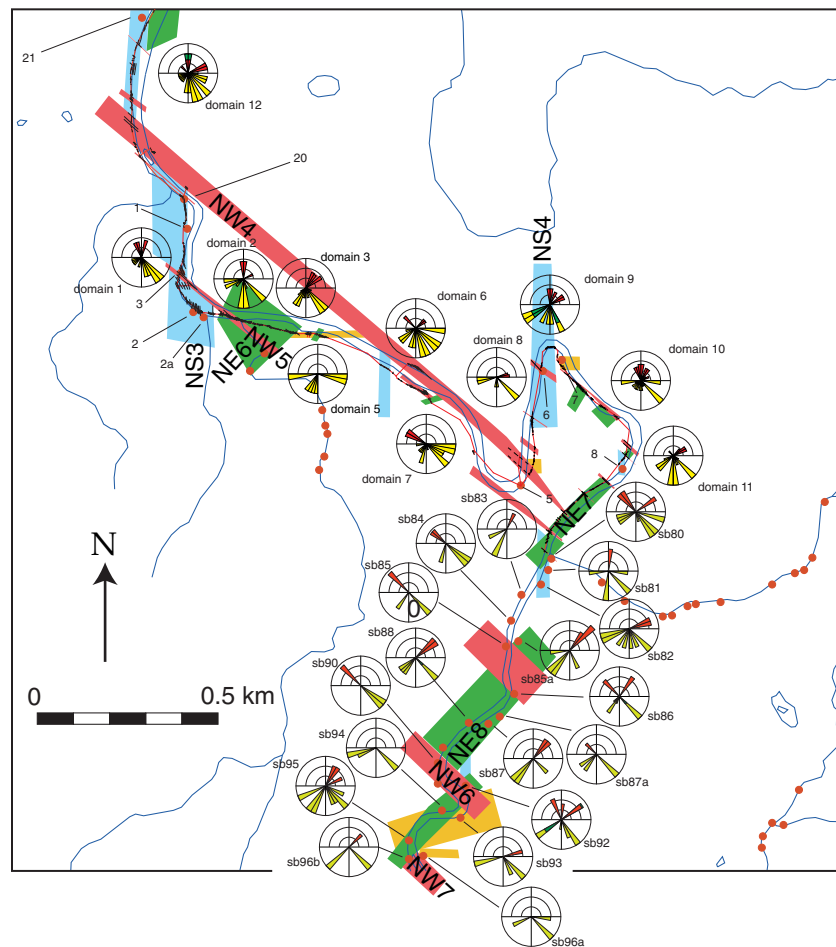 21
domain 12
20
NW4
1
domain 2
domain 3
NS4
domain 1
3
domain 6
domain 9
2
2a
NS3
NE6
NW5
domain 8
domain 10
domain 5
7
6
domain 7
8
domain 11
sb83
5
NE7
sb84
sb80
N
sb85
0
sb81
sb88
sb82
sb90
sb85a
0
0.5 km
sb86
sb94
NE8
sb87
sb87a
sb95
NW6
sb92
sb96b
sb93
NW7
sb96a